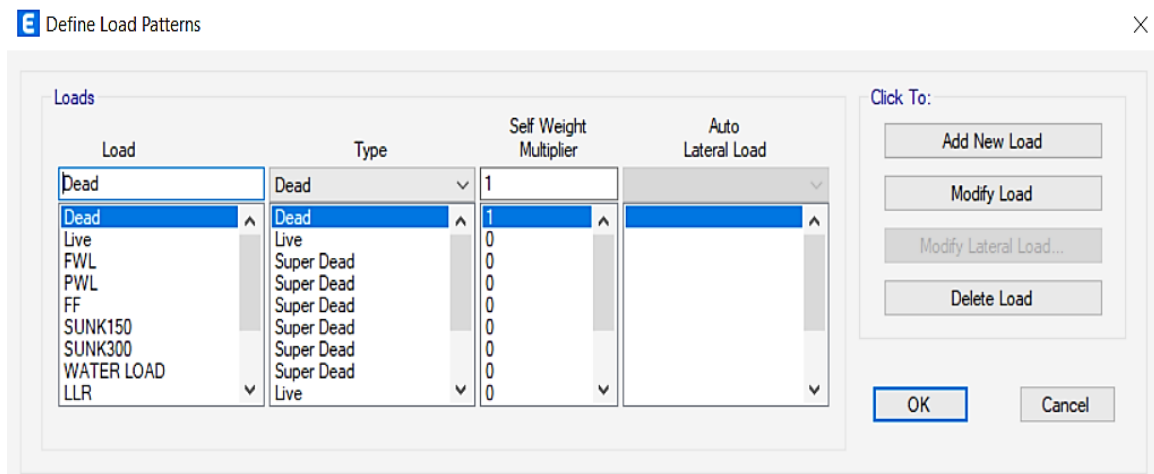 E Define Load Patterns
Loads
Click To:
Load Type Self Weight Multiplier Auto Lateral Load
Dead Dead 1
Dead Dead 1
Live Live 0
FWL Super Dead 0
PWL Super Dead 0
FF Super Dead 0
SUNK150 Super Dead 0
SUNK300 Super Dead 0
WATER LOAD Super Dead 0
LLR Live 0
Add New Load
Modify Load
Modify Lateral Load...
Delete Load
OK Cancel